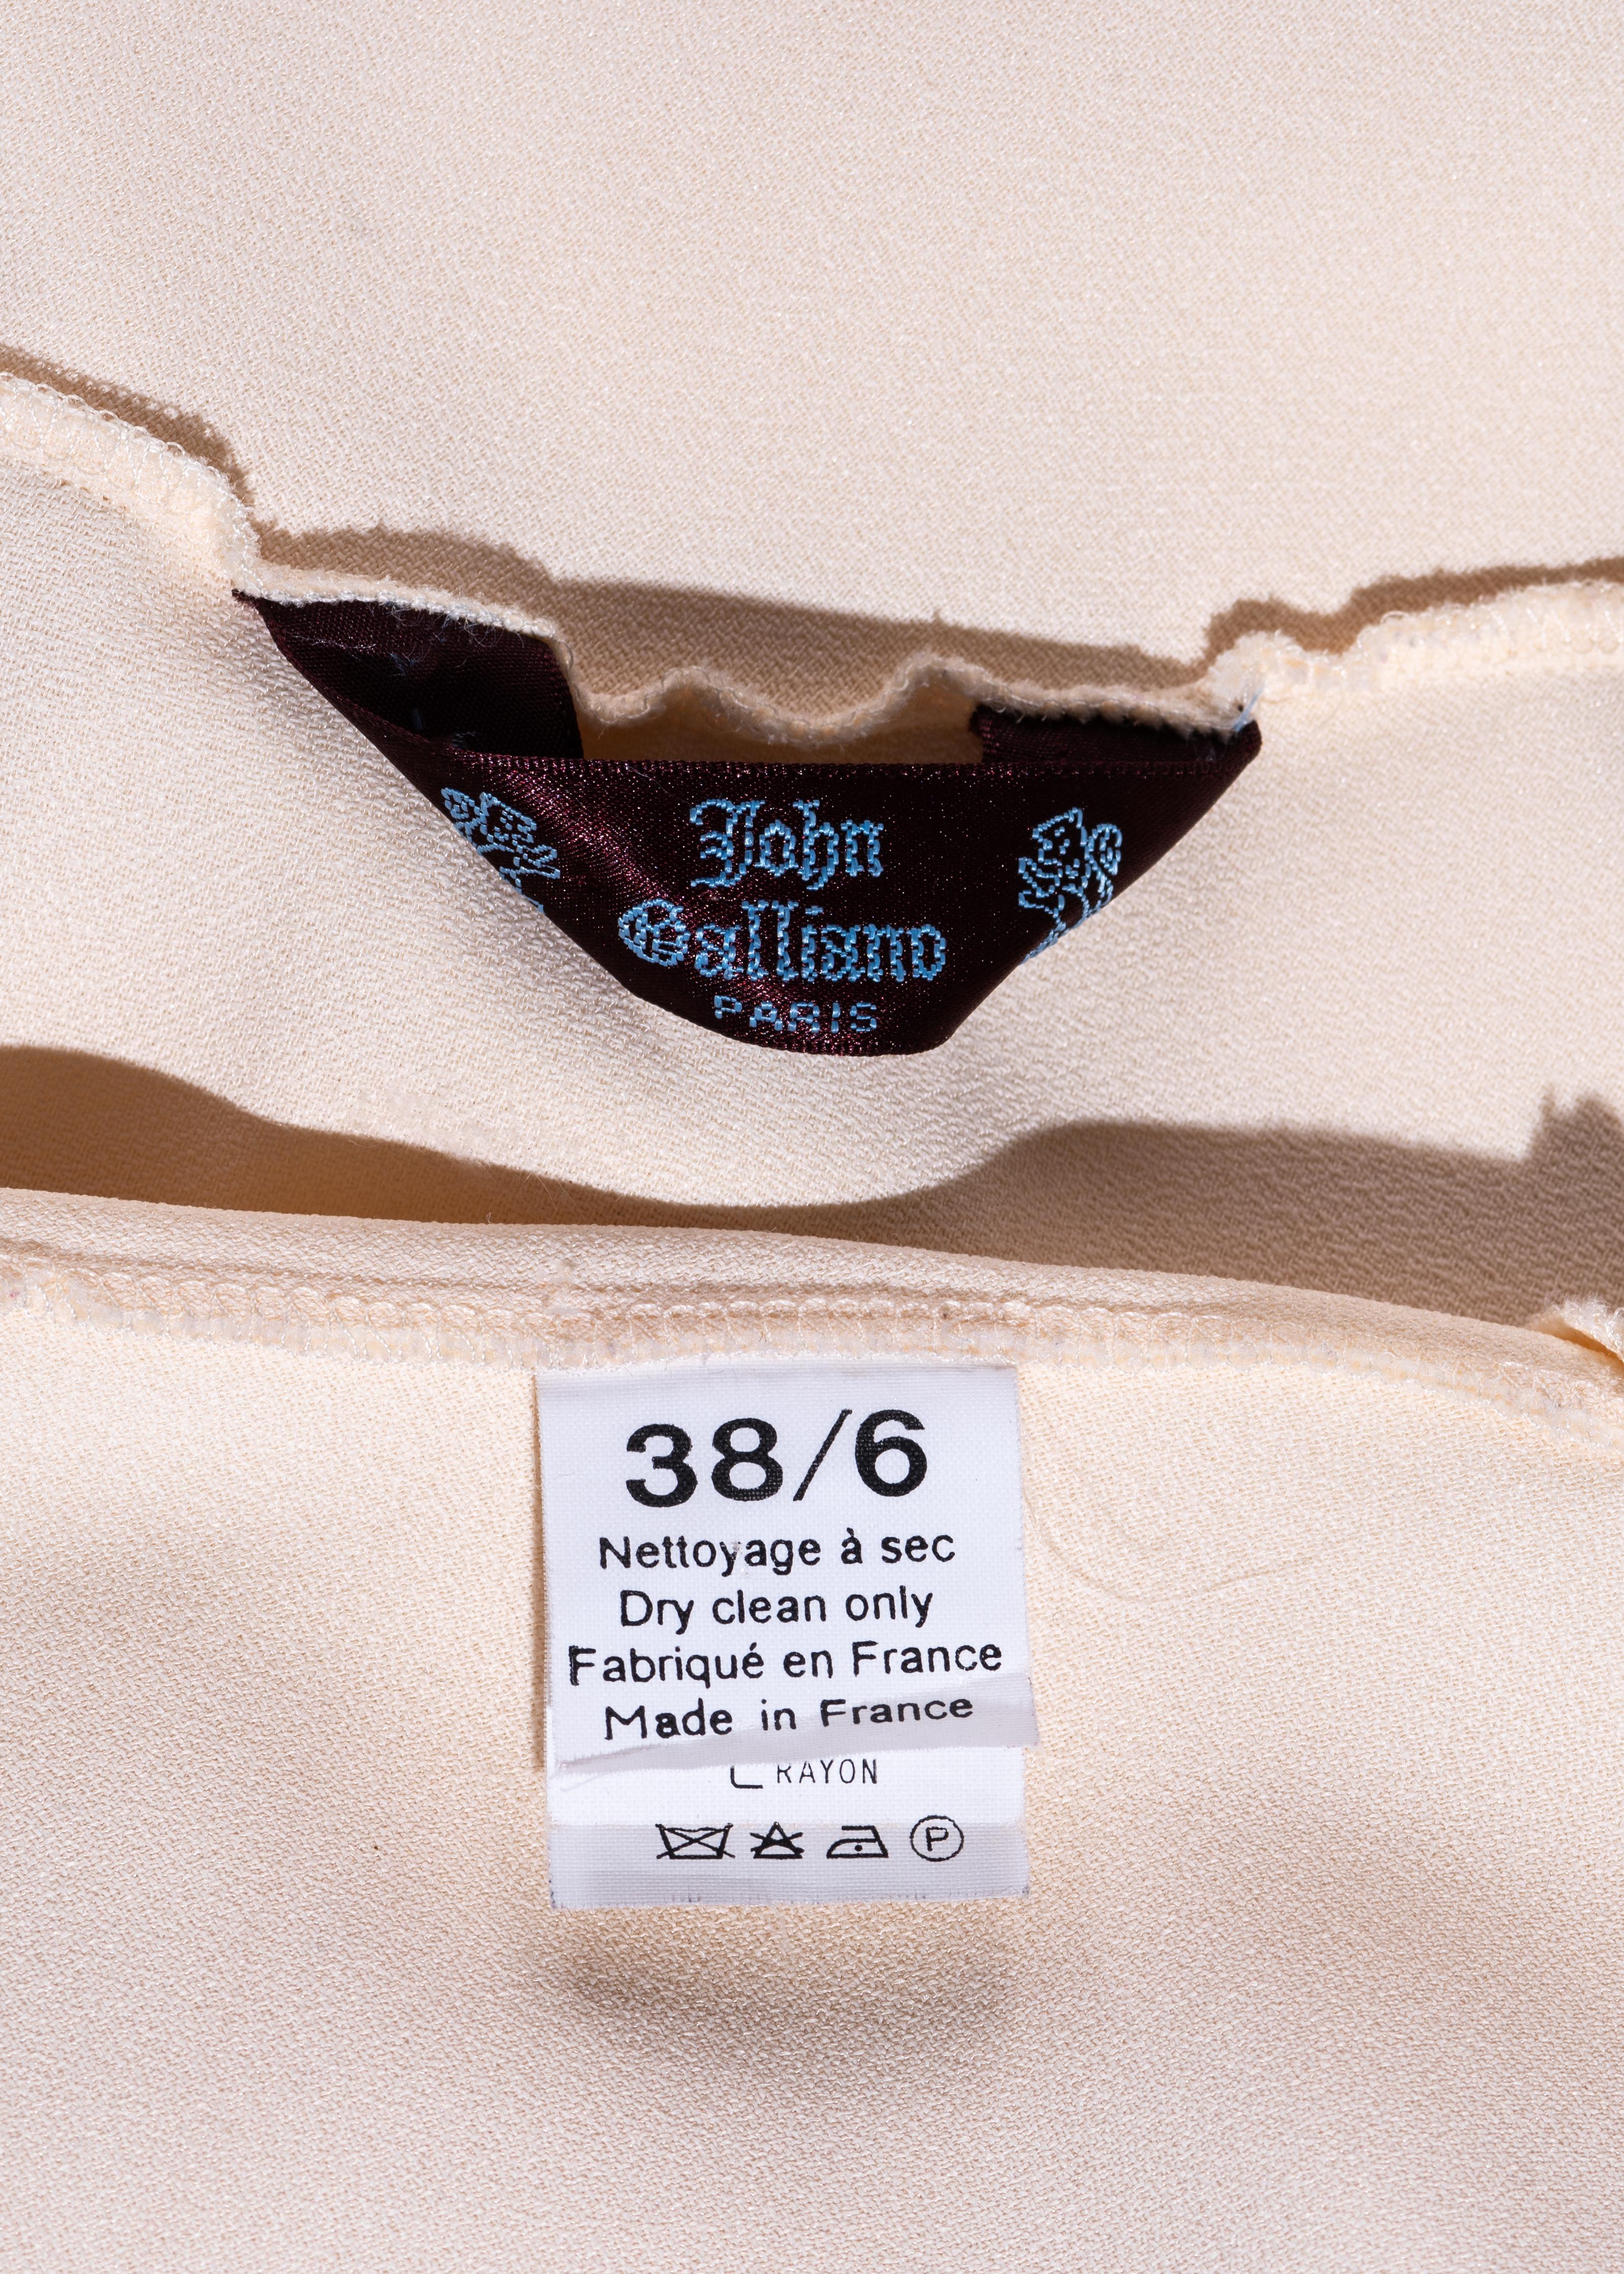 John
Galliano
PARIS
38/6
Nettoyage à sec
Dry clean only
Fabriqué en France
Made in France
RAYON
P